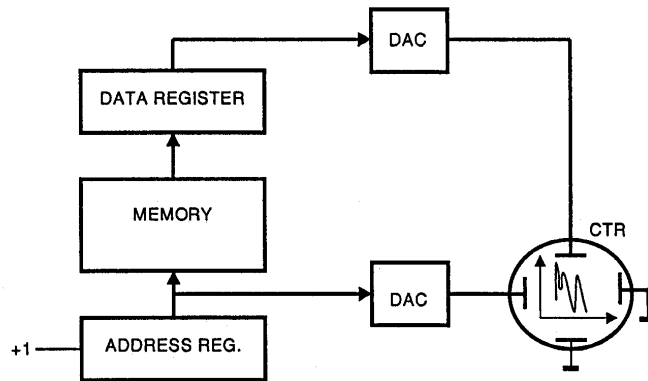 DAC
DATA REGISTER
MEMORY
CTR
DAC
+1
ADDRESS REG.